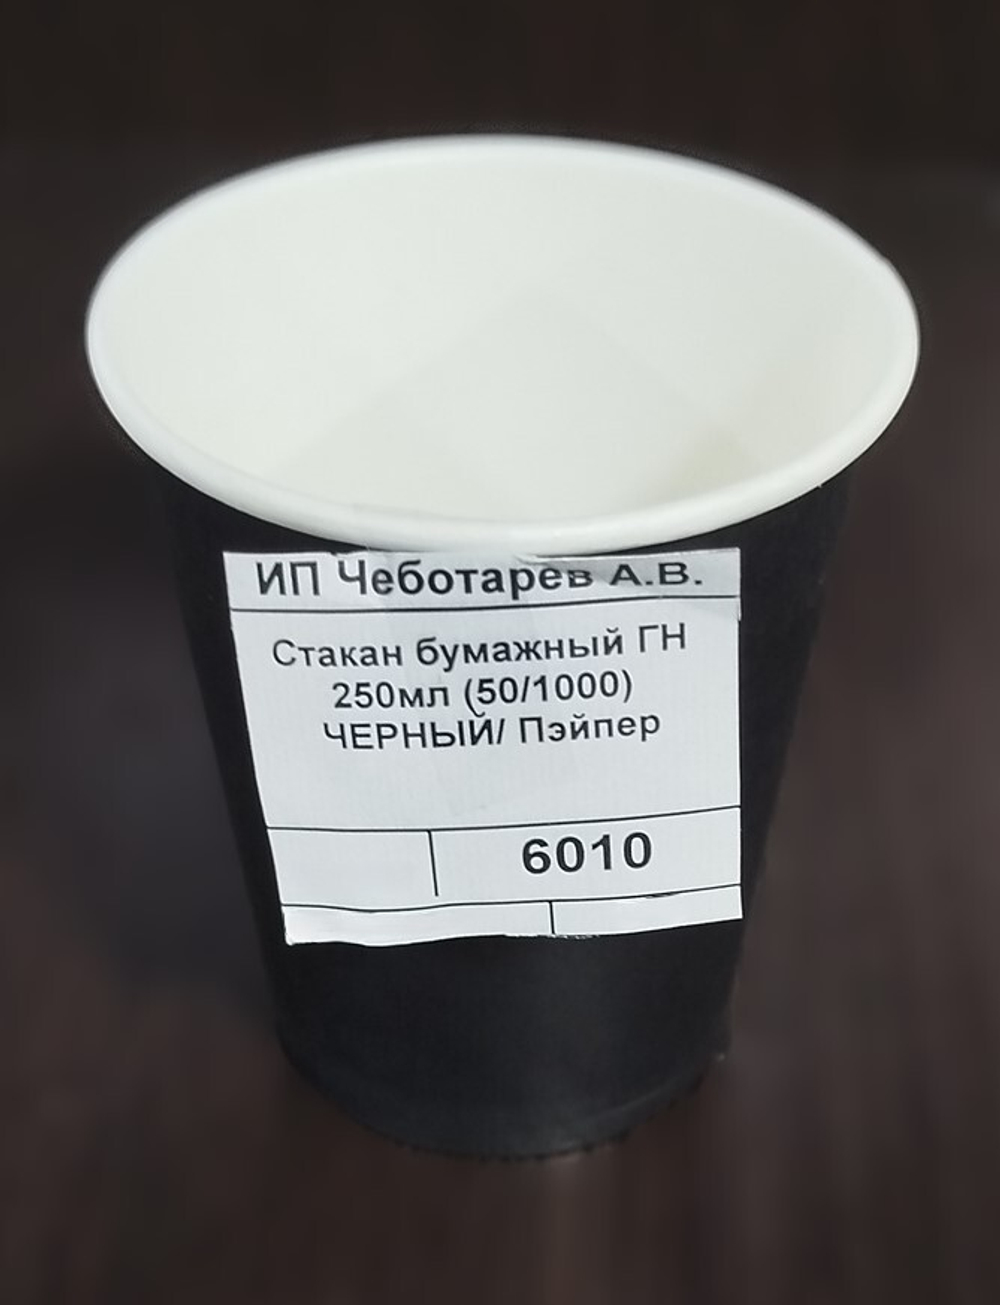 ИП Чеботарев А.В.
Стакан бумажный ГН
250мл (50/1000)
ЧЕРНЫЙ/ Пэйпер
6010